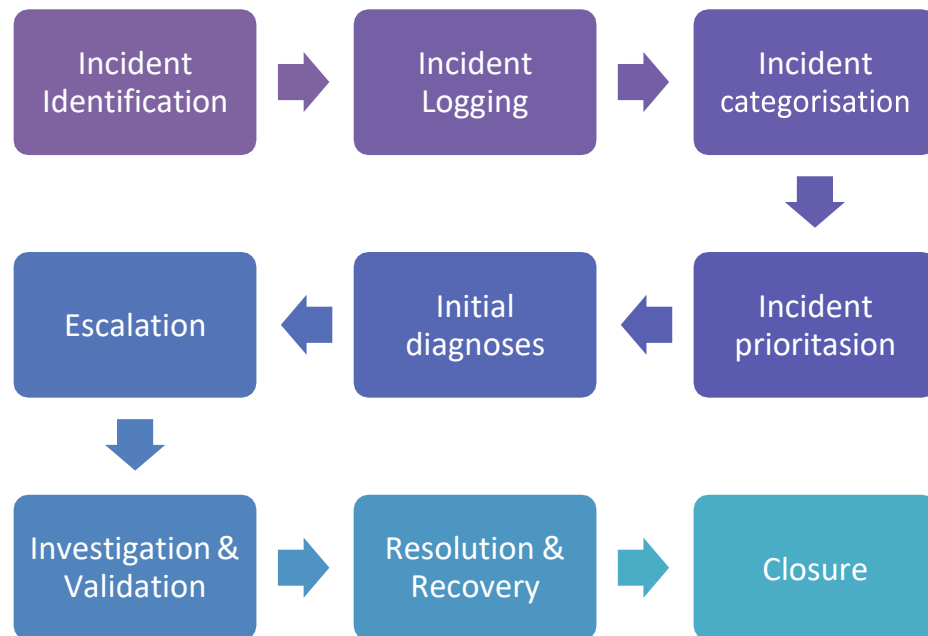 Incident
Identification
Incident
Logging
Incident
categorisation
Incident
prioritasion
Initial
diagnoses
Escalation
Investigation &
Validation
Resolution &
Recovery
Closure